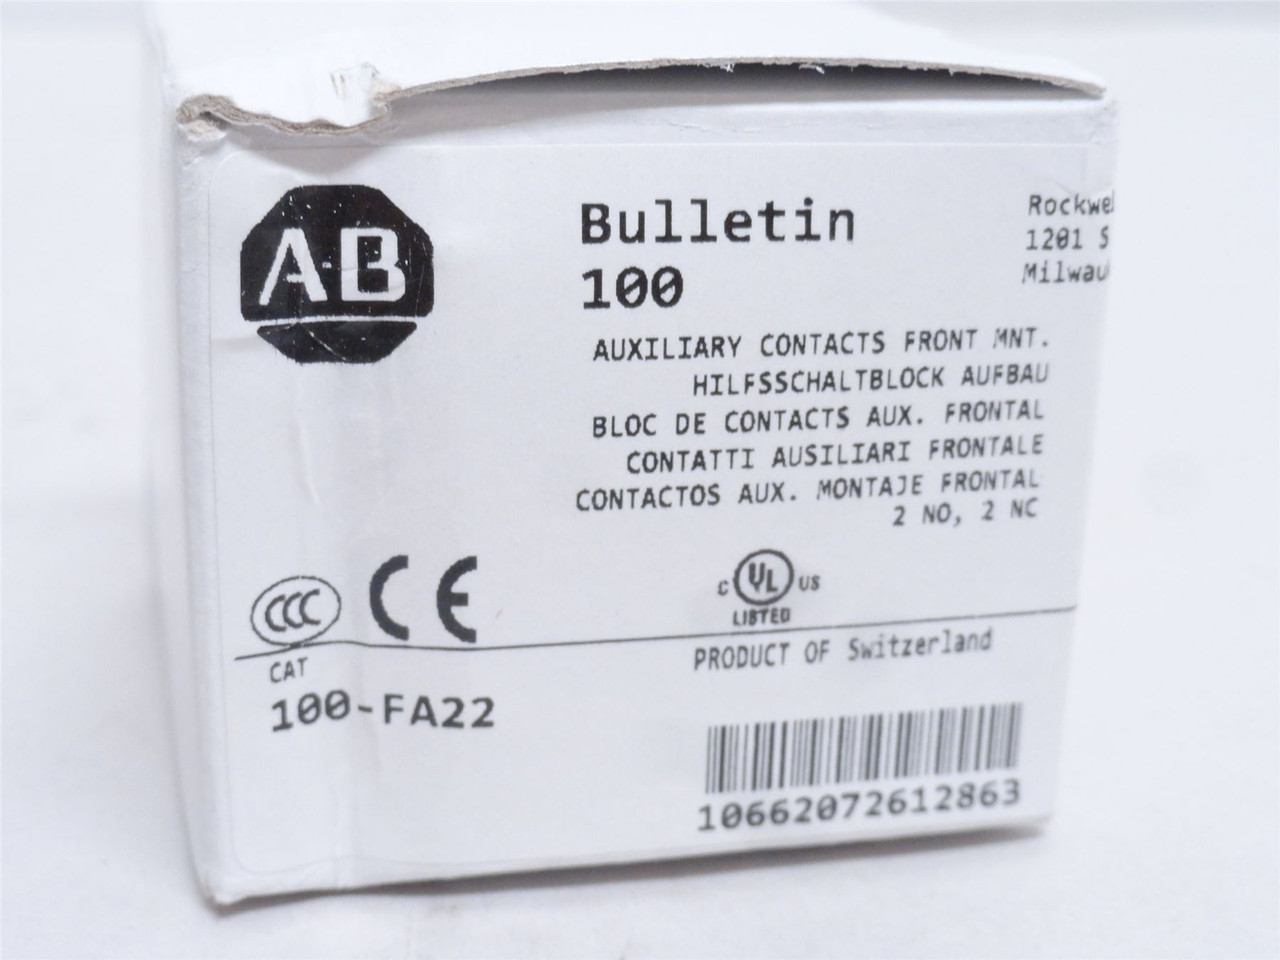 AB
Bulletin
100
Rockwel
1201 S
Milwau
AUXILIARY CONTACTS FRONT MNT.
HILFSSCHALTBLOCK AUFBAU
BLOC DE CONTACTS AUX. FRONTAL
CONTATTI AUSILIARI FRONTALE
CONTACTOS AUX. MONTAJE FRONTAL
2 NO, 2 NC
CCC CE
C UL US
LISTED
PRODUCT OF Switzerland
CAT
100-FA22
10662072612863